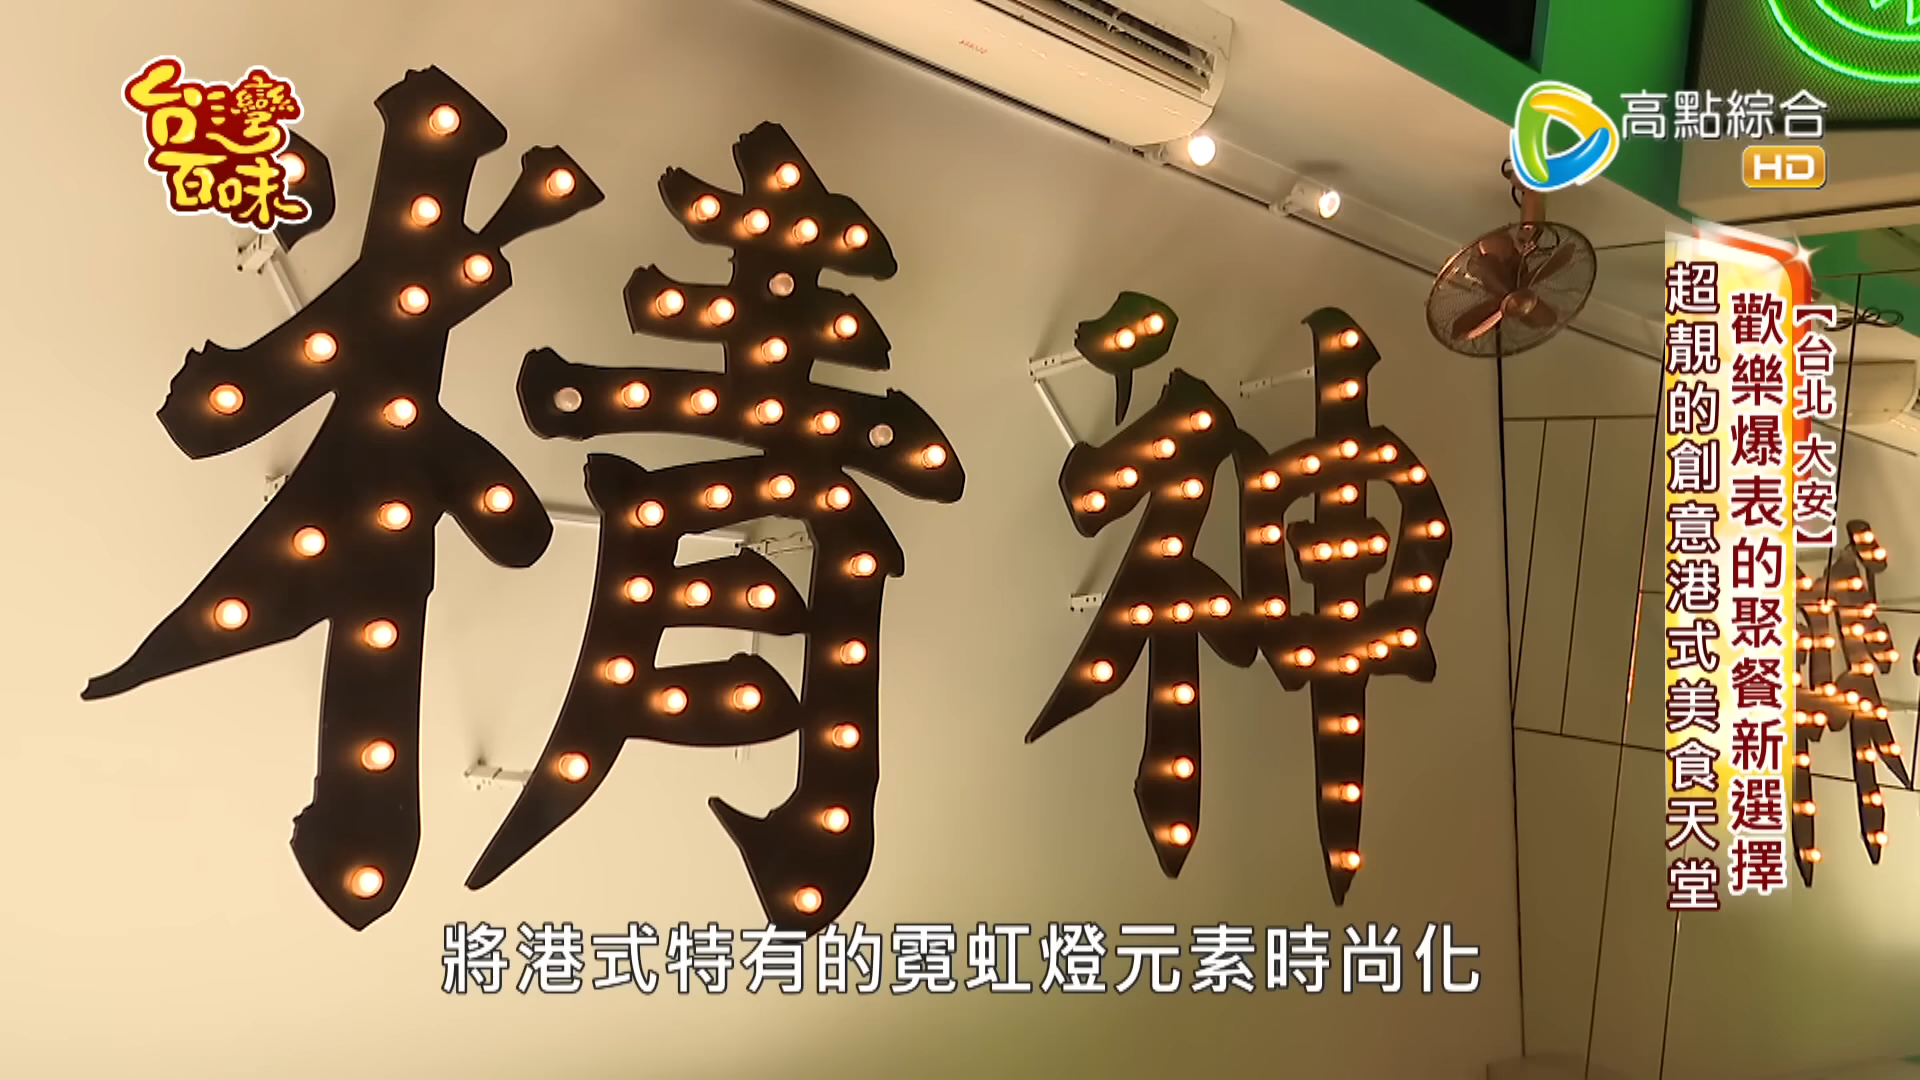 台灣百味
高點綜合
HD
精神
【台北 大安】
歡樂爆表的聚餐新選擇
超靚的創意港式美食天堂
將港式特有的霓虹燈元素時尚化